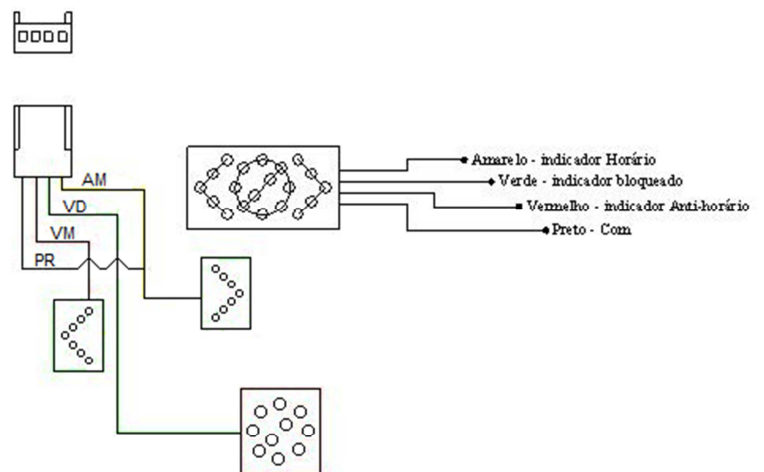 AM
VD
VM
PR
Amarelo - indicador Horário
Verde - indicador bloqueado
Vermelho - indicador Anti-horário
Preto - Com